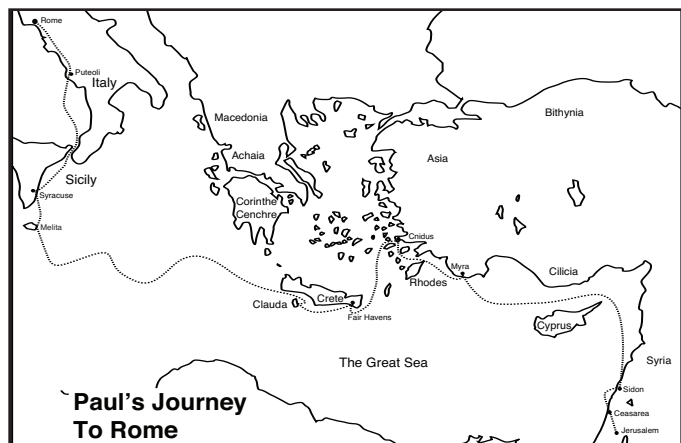 Rome
Puteoli
Italy
Macedonia
Bithynia
Achaia
Asia
Sicily
Syracuse
Corinthe
Cenchre
Melita
Cnidus
Myra
Cilicia
Rhodes
Clauda
Crete
Fair Havens
Cyprus
The Great Sea
Syria
Sidon
Ceasarea
Jerusalem
Paul's Journey
To Rome